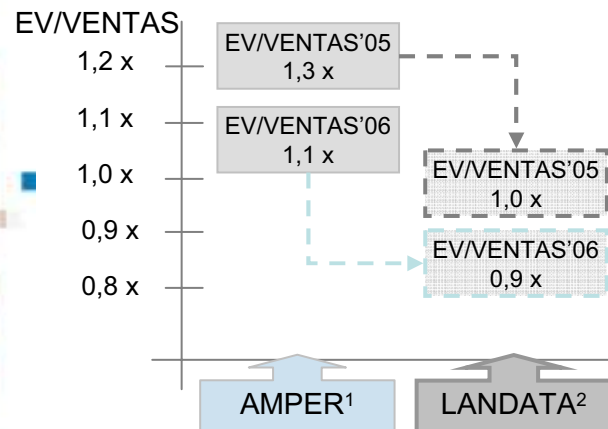 EV/VENTAS
1,2 x
1,1 x
1,0 x
0,9 x
0,8 x
EV/VENTAS'05
1,3 x
EV/VENTAS'06
1,1 x
EV/VENTAS'05
1,0 x
EV/VENTAS'06
0,9 x
AMPER¹
LANDATA²